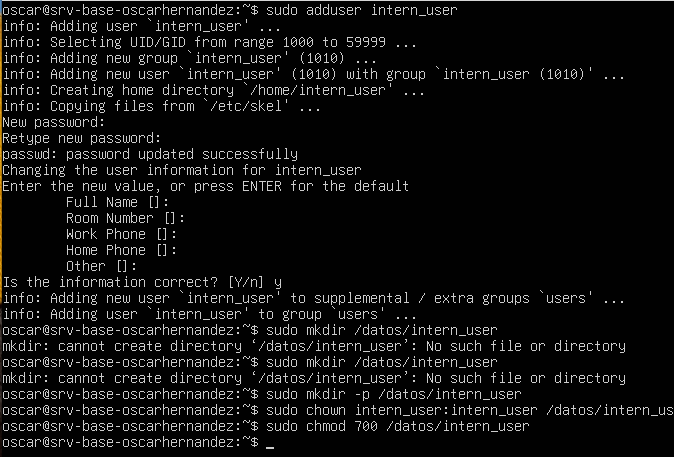 oscar@srv-base-oscarhernandez:~$ sudo adduser intern_user
info: Adding user `intern_user' ...
info: Selecting UID/GID from range 1000 to 59999 ...
info: Adding new group `intern_user' (1010) ...
info: Adding new user `intern_user' (1010) with group `intern_user (1010)' ...
info: Creating home directory `/home/intern_user' ...
info: Copying files from `/etc/skel' ...
New password:
Retype new password:
passwd: password updated successfully
Changing the user information for intern_user
Enter the new value, or press ENTER for the default
        Full Name []:
        Room Number []:
        Work Phone []:
        Home Phone []:
        Other []:
Is the information correct? [Y/n] y
info: Adding new user `intern_user' to supplemental / extra groups `users' ...
info: Adding user `intern_user' to group `users' ...
oscar@srv-base-oscarhernandez:~$ sudo mkdir /datos/intern_user
mkdir: cannot create directory ‘/datos/intern_user’: No such file or directory
oscar@srv-base-oscarhernandez:~$ sudo mkdir /datos/intern_user
mkdir: cannot create directory ‘/datos/intern_user’: No such file or directory
oscar@srv-base-oscarhernandez:~$ sudo mkdir -p /datos/intern_user
oscar@srv-base-oscarhernandez:~$ sudo chown intern_user:intern_user /datos/intern_us
oscar@srv-base-oscarhernandez:~$ sudo chmod 700 /datos/intern_user
oscar@srv-base-oscarhernandez:~$ _